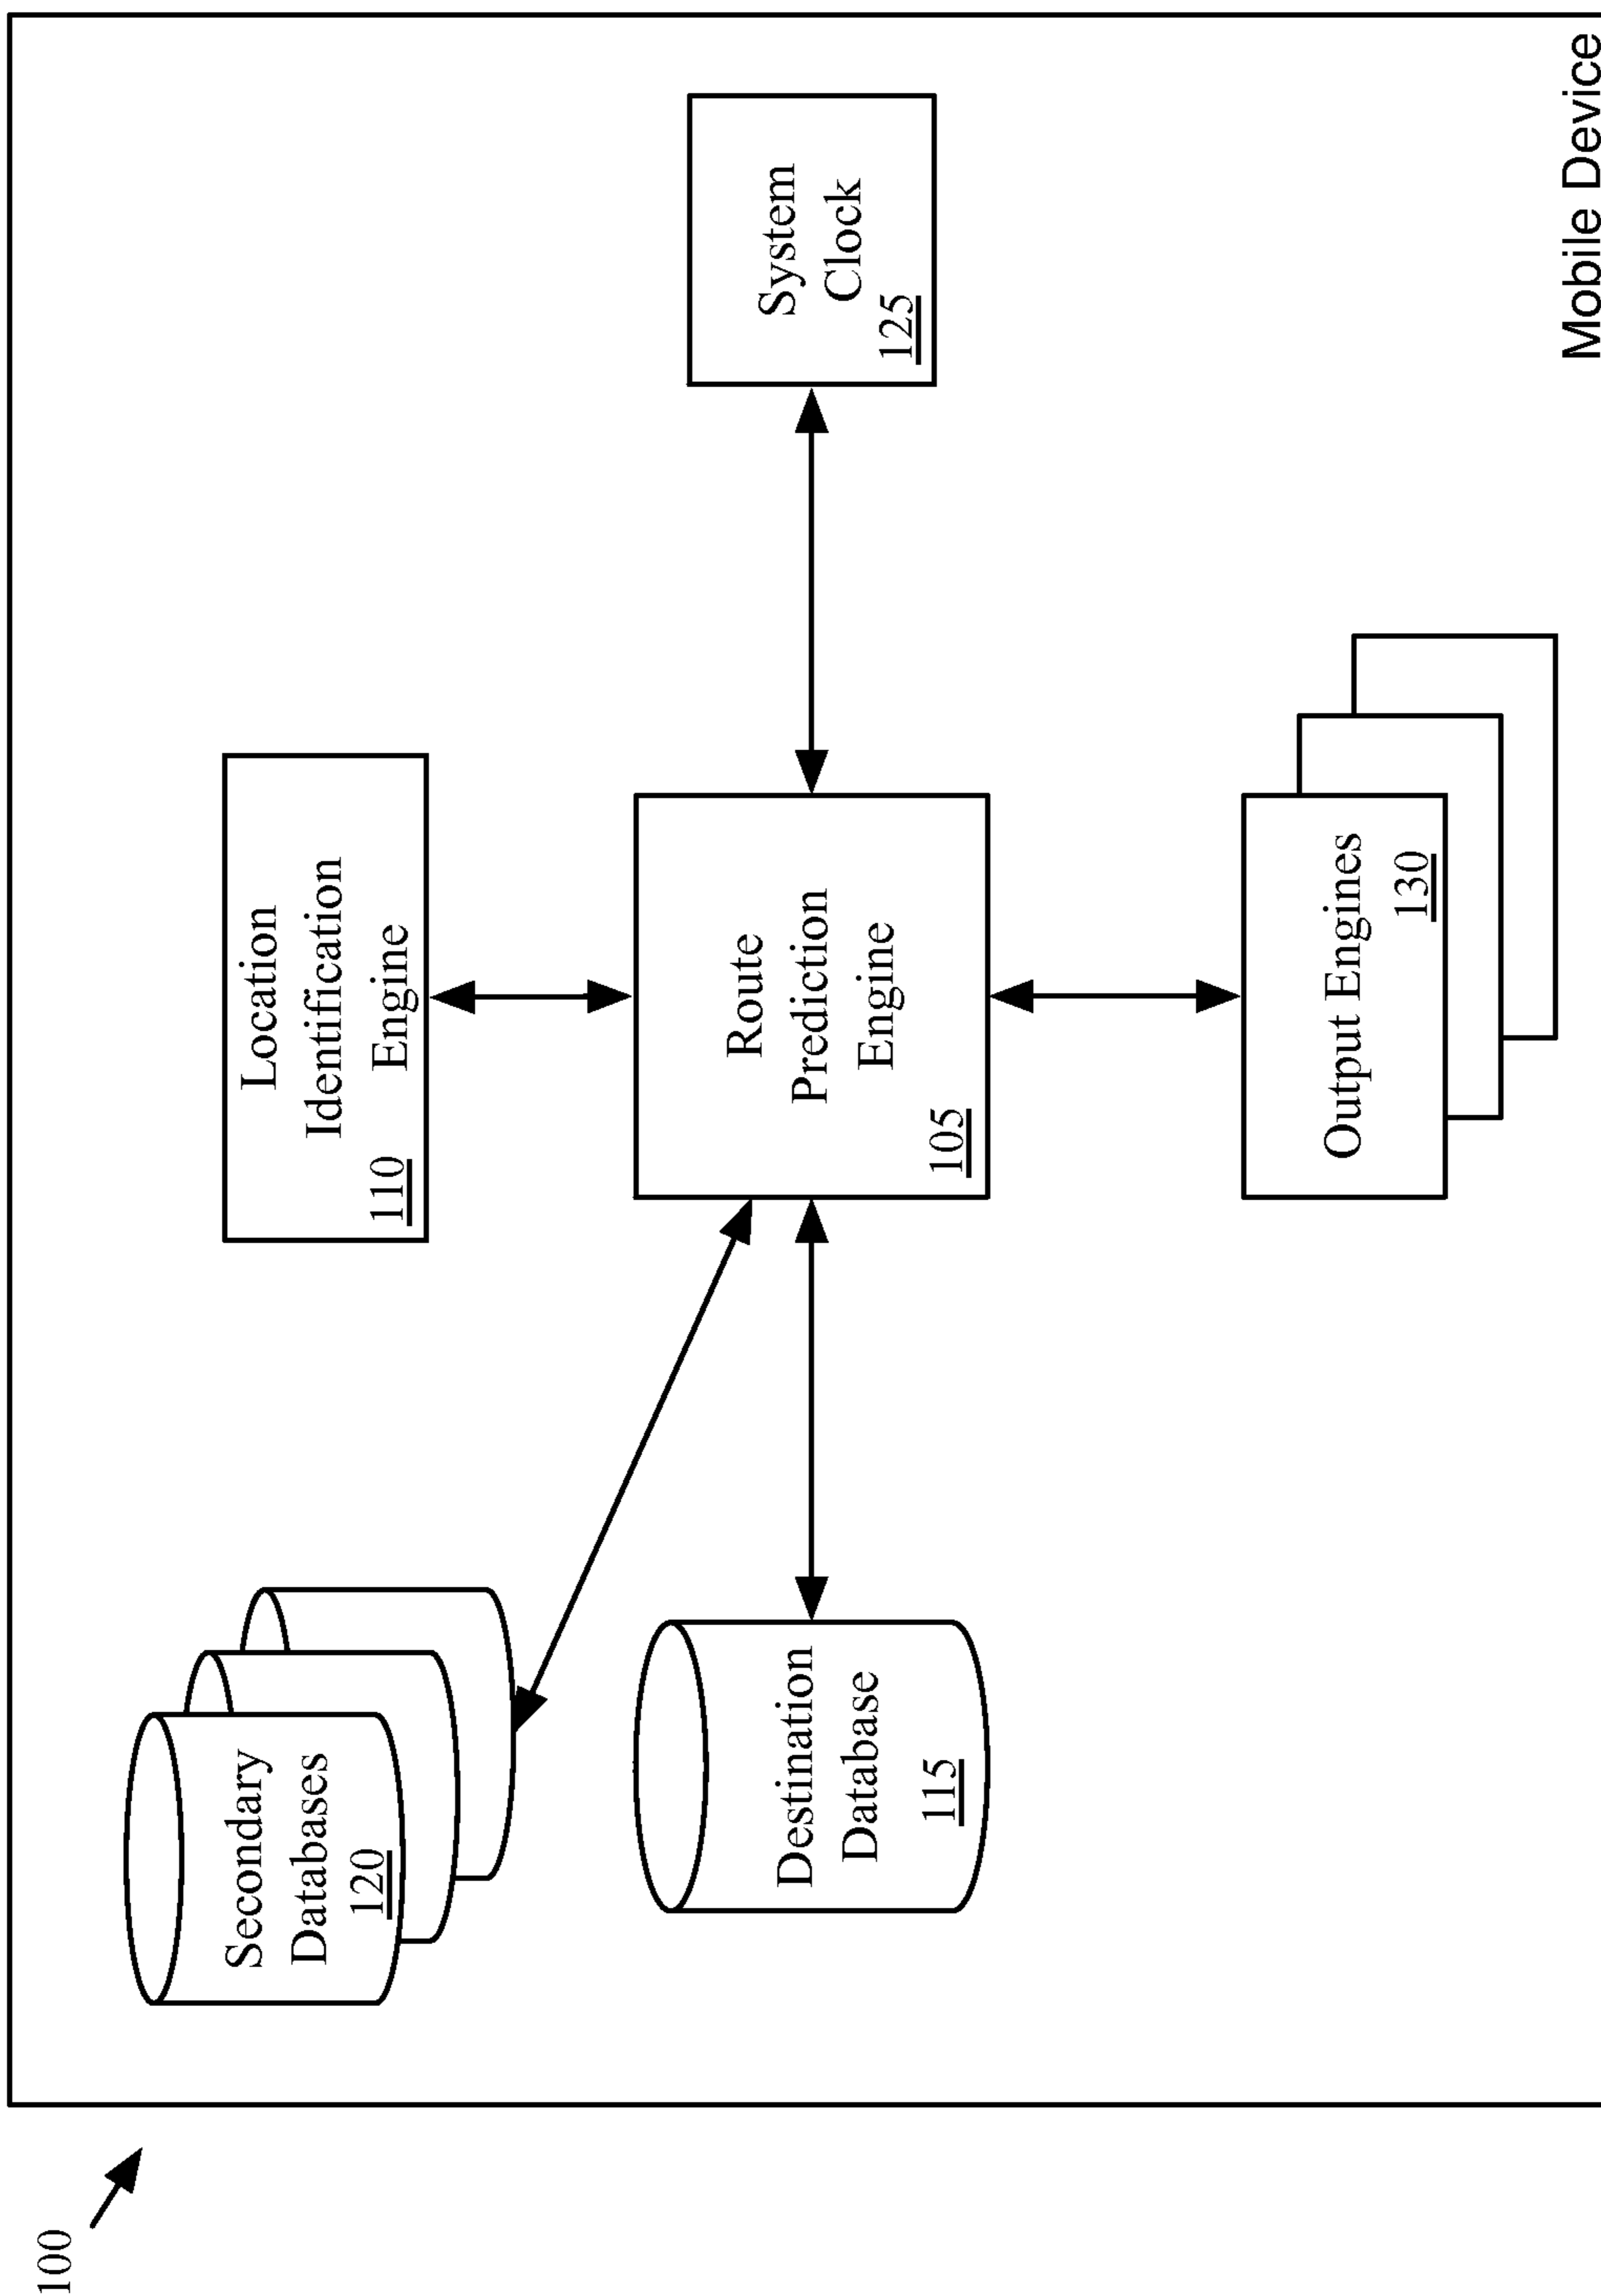 100
Secondary
Databases
120
Location
Identification
Engine
110
Destination
Database
115
Route
Prediction
Engine
105
System
Clock
125
Output Engines
130
Mobile Device